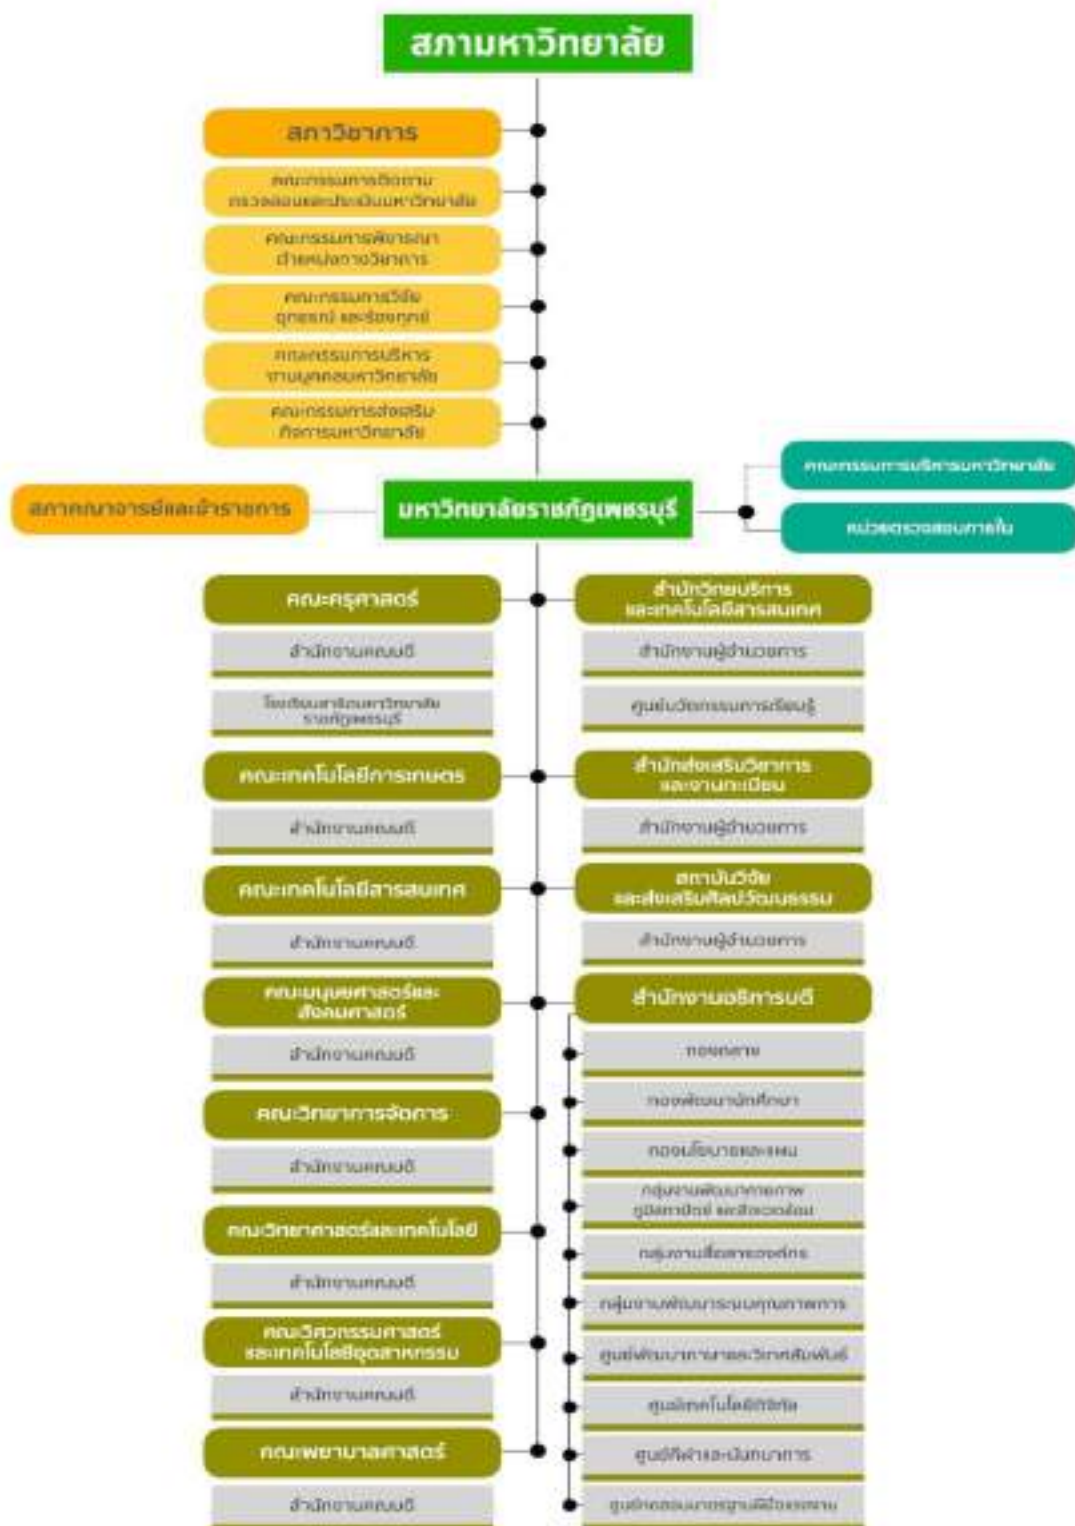 สภามหาวิทยาลัย
สภาวิชาการ
คณะกรรมการติดตาม
ตรวจสอบและประเมินมหาวิทยาลัย
คณะกรรมการพิจารณา
ตำแหน่งทางวิชาการ
คณะกรรมการวินัย
อุทธรณ์ และร้องทุกข์
คณะกรรมการบริหาร
งานบุคคลมหาวิทยาลัย
คณะกรรมการส่งเสริม
กิจการมหาวิทยาลัย
คณะกรรมการบริหารมหาวิทยาลัย
สภาคณาจารย์และข้าราชการ
มหาวิทยาลัยราชภัฏเพชรบุรี
หน่วยตรวจสอบภายใน
คณะครุศาสตร์
สำนักงานคณบดี
โรงเรียนสาธิตมหาวิทยาลัย
ราชภัฏเพชรบุรี
คณะเทคโนโลยีการเกษตร
สำนักงานคณบดี
คณะเทคโนโลยีสารสนเทศ
สำนักงานคณบดี
คณะมนุษยศาสตร์และ
สังคมศาสตร์
สำนักงานคณบดี
คณะวิทยาการจัดการ
สำนักงานคณบดี
คณะวิทยาศาสตร์และเทคโนโลยี
สำนักงานคณบดี
คณะวิศวกรรมศาสตร์
และเทคโนโลยีอุตสาหกรรม
สำนักงานคณบดี
คณะพยาบาลศาสตร์
สำนักงานคณบดี
สำนักวิทยบริการ
และเทคโนโลยีสารสนเทศ
สำนักงานผู้อำนวยการ
ศูนย์นวัตกรรมการเรียนรู้
สำนักส่งเสริมวิชาการ
และงานทะเบียน
สำนักงานผู้อำนวยการ
สถาบันวิจัย
และส่งเสริมศิลปวัฒนธรรม
สำนักงานผู้อำนวยการ
สำนักงานอธิการบดี
กองกลาง
กองพัฒนานักศึกษา
กองนโยบายและแผน
กลุ่มงานพัฒนากายภาพ
ภูมิสถาปัตย์ และสิ่งแวดล้อม
กลุ่มงานสื่อสารองค์กร
กลุ่มงานพัฒนาระบบคุณภาพการ
ศูนย์พัฒนาภาษาและวิเทศสัมพันธ์
ศูนย์เทคโนโลยีดิจิทัล
ศูนย์กีฬาและนันทนาการ
ศูนย์ทดสอบมาตรฐานฝีมือแรงงาน